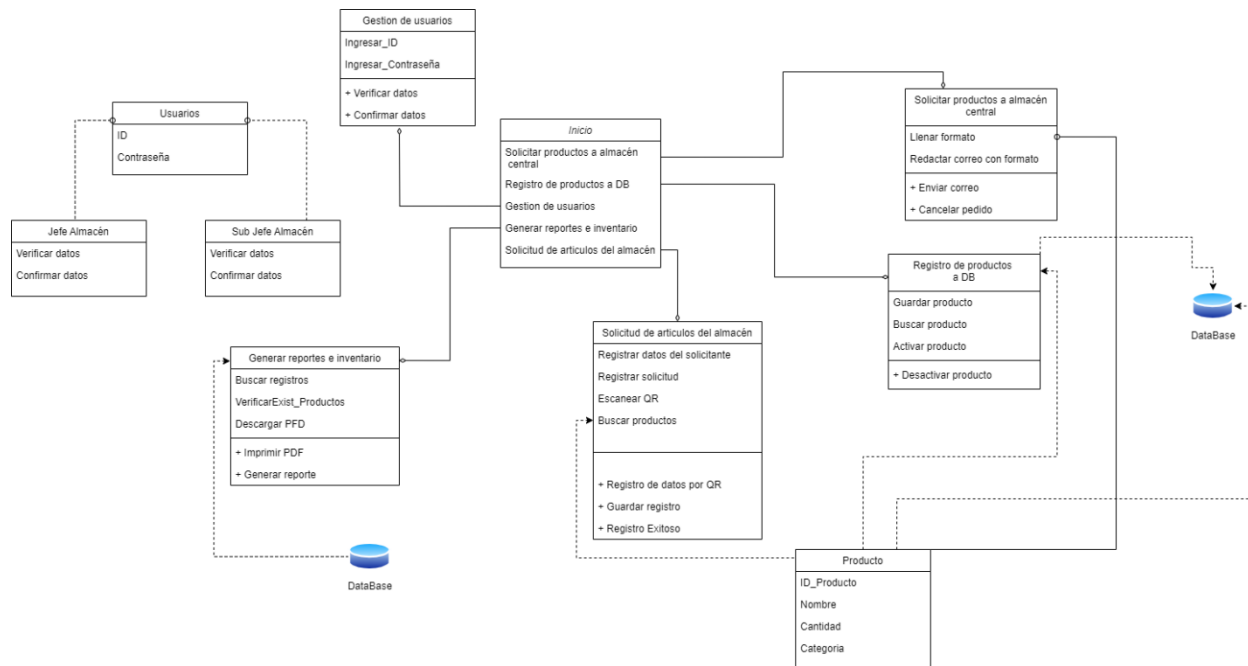 Gestion de usuarios
Ingresar_ID
Ingresar_Contraseña
+ Verificar datos
+ Confirmar datos
Usuarios
ID
Contraseña
Jefe Almacén
Verificar datos
Confirmar datos
Sub Jefe Almacén
Verificar datos
Confirmar datos
Inicio
Solicitar productos a almacén
central
Registro de productos a DB
Gestion de usuarios
Generar reportes e inventario
Solicitud de articulos del almacén
Solicitar productos a almacén
central
Llenar formato
Redactar correo con formato
+ Enviar correo
+ Cancelar pedido
Registro de productos
a DB
Guardar producto
Buscar producto
Activar producto
+ Desactivar producto
DataBase
Generar reportes e inventario
Buscar registros
VerificarExist_Productos
Descargar PFD
+ Imprimir PDF
+ Generar reporte
DataBase
Solicitud de articulos del almacén
Registrar datos del solicitante
Registrar solicitud
Escanear QR
Buscar productos
+ Registro de datos por QR
+ Guardar registro
+ Registro Exitoso
Producto
ID_Producto
Nombre
Cantidad
Categoria